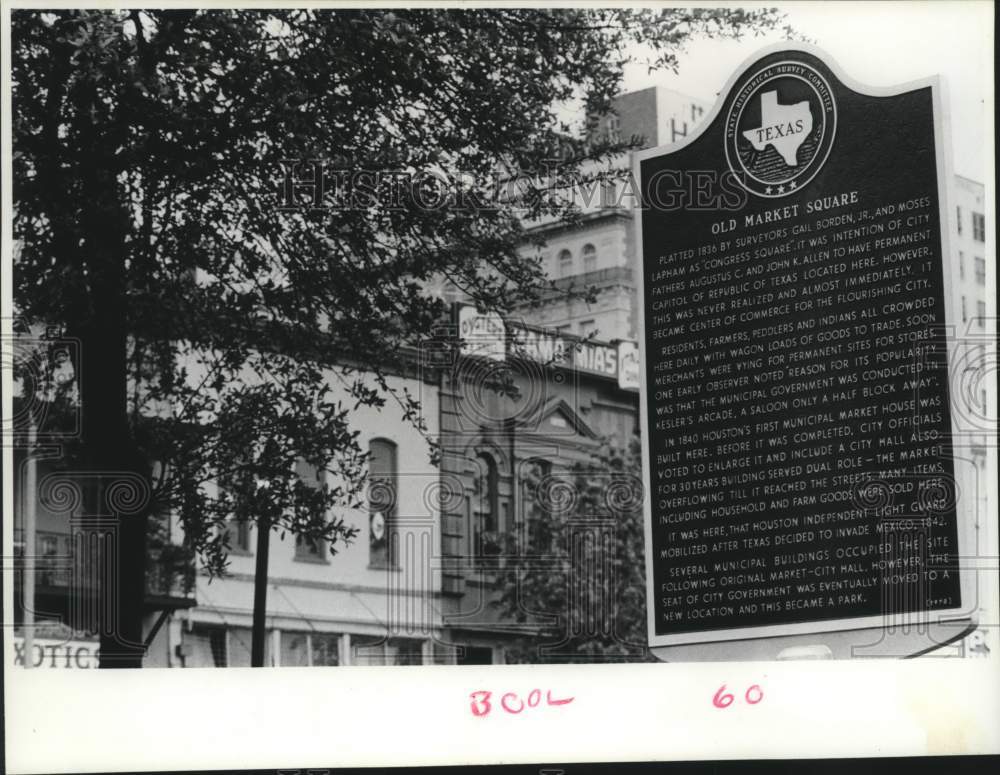 STATE HISTORICAL SURVEY COMMITTEE
TEXAS
OLD MARKET SQUARE
PLATTED 1836 BY SURVEYORS GAIL BORDEN, JR., AND MOSES
LAPHAM AS "CONGRESS SQUARE". IT WAS INTENTION OF CITY
FATHERS AUGUSTUS C. AND JOHN K. ALLEN TO HAVE PERMANENT
CAPITOL OF REPUBLIC OF TEXAS LOCATED HERE. HOWEVER,
THIS WAS NEVER REALIZED AND ALMOST IMMEDIATELY, IT
BECAME CENTER OF COMMERCE FOR THE FLOURISHING CITY.
RESIDENTS, FARMERS, PEDDLERS AND INDIANS ALL CROWDED
HERE DAILY WITH WAGON LOADS OF GOODS TO TRADE. SOON
MERCHANTS WERE VYING FOR PERMANENT SITES FOR STORES.
ONE EARLY OBSERVER NOTED "REASON FOR ITS POPULARITY
WAS THAT THE MUNICIPAL GOVERNMENT WAS CONDUCTED IN
KESLER'S ARCADE, A SALOON ONLY A HALF BLOCK AWAY".
IN 1840 HOUSTON'S FIRST MUNICIPAL MARKET HOUSE WAS
BUILT HERE. BEFORE IT WAS COMPLETED, CITY OFFICIALS
VOTED TO ENLARGE IT AND INCLUDE A CITY HALL ALSO.
FOR 30 YEARS BUILDING SERVED DUAL ROLE - THE MARKET
OVERFLOWING TILL IT REACHED THE STREETS. MANY ITEMS,
INCLUDING HOUSEHOLD AND FARM GOODS, WERE SOLD HERE.
IT WAS HERE, THAT HOUSTON INDEPENDENT LIGHT GUARD
MOBILIZED AFTER TEXAS DECIDED TO INVADE MEXICO, 1842.
SEVERAL MUNICIPAL BUILDINGS OCCUPIED THE SITE
FOLLOWING ORIGINAL MARKET-CITY HALL. HOWEVER, THE
SEAT OF CITY GOVERNMENT WAS EVENTUALLY MOVED TO A
NEW LOCATION AND THIS BECAME A PARK.
HISTORIC IMAGES
XOTICS
BOOL 60